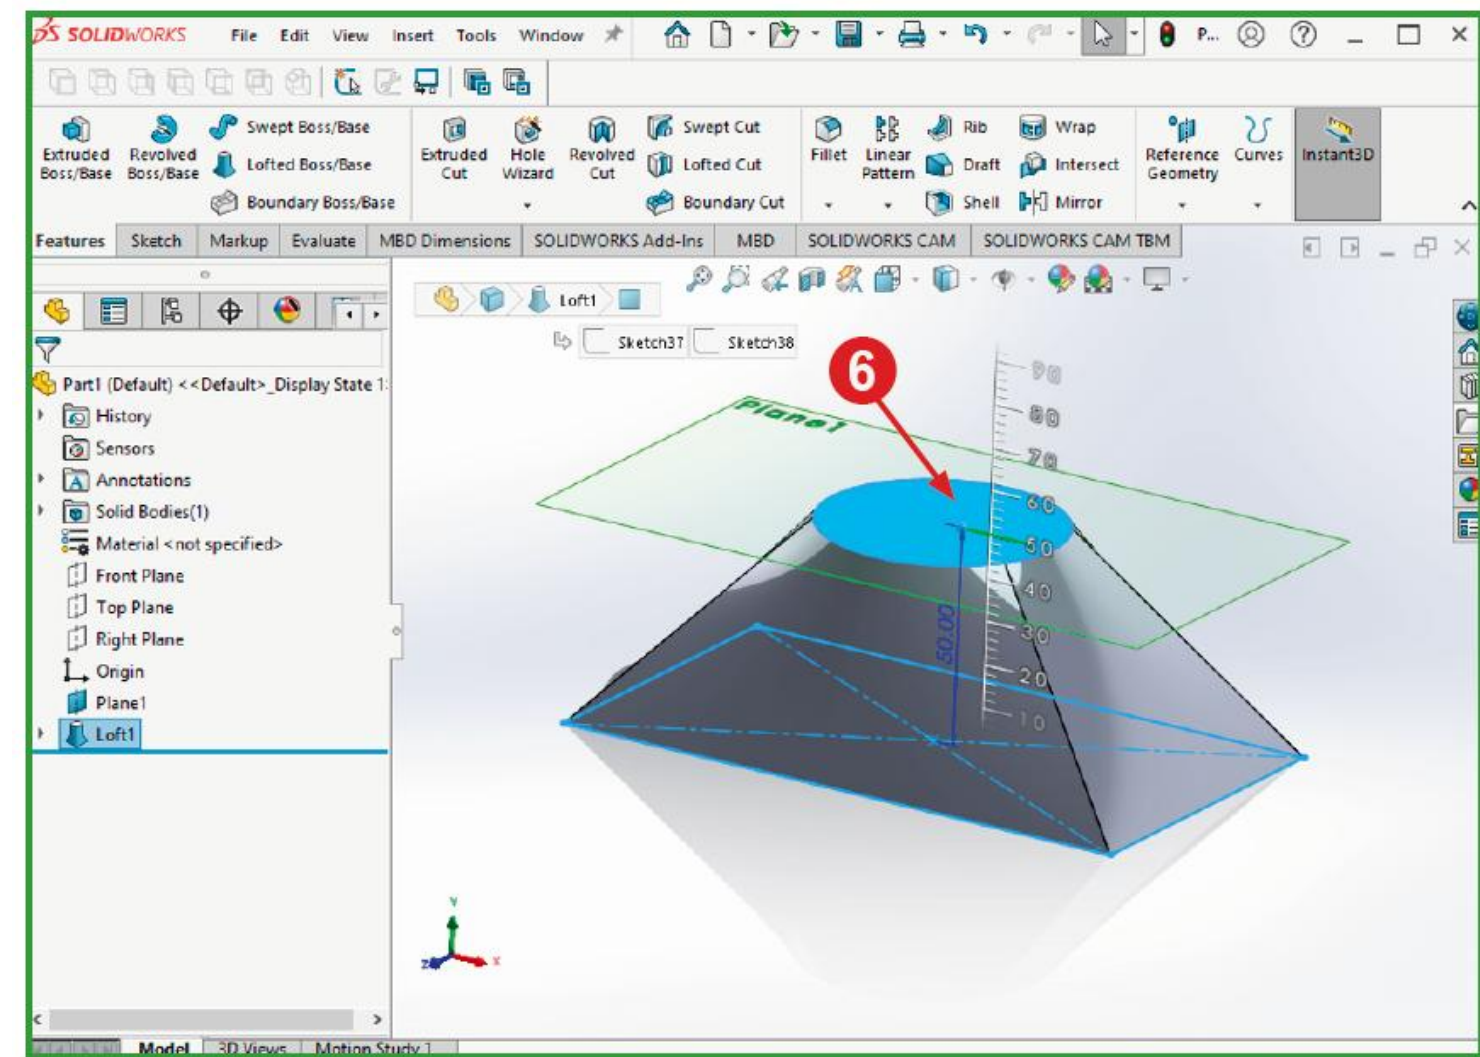 SOLIDWORKS File Edit View Insert Tools Window P...
Extruded Boss/Base
Revolved Boss/Base
Swept Boss/Base
Lofted Boss/Base
Boundary Boss/Base
Extruded Cut
Hole Wizard
Revolved Cut
Swept Cut
Lofted Cut
Boundary Cut
Fillet
Linear Pattern
Rib
Draft
Shell
Wrap
Intersect
Mirror
Reference Geometry
Curves
Instant3D
Features Sketch Markup Evaluate MBD Dimensions SOLIDWORKS Add-Ins MBD SOLIDWORKS CAM SOLIDWORKS CAM TBM
Loft1
Sketch37 Sketch38
Part1 (Default) <<Default>_Display State 1
History
Sensors
Annotations
Solid Bodies(1)
Material <not specified>
Front Plane
Top Plane
Right Plane
Origin
Plane1
Loft1
6
Plane1
90
80
70
60
50
40
30
20
10
50.00
Y
Z
X
Model 3D Views Motion Study 1